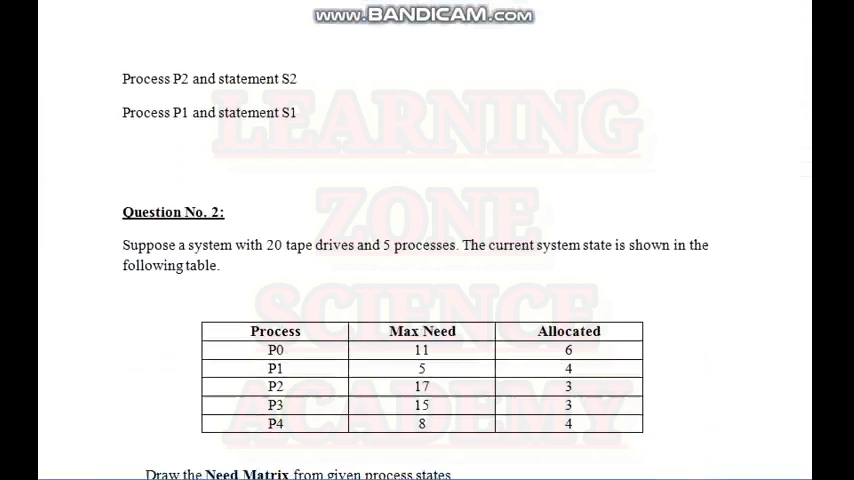 www.BANDICAM.com
Process P2 and statement S2
Process P1 and statement S1
LEARNING
ZONE
SCIENCE
ACADEMY
Question No. 2:
Suppose a system with 20 tape drives and 5 processes. The current system state is shown in the
following table.
Process Max Need Allocated
P0 11 6
P1 5 4
P2 17 3
P3 15 3
P4 8 4
Draw the Need Matrix from given process states